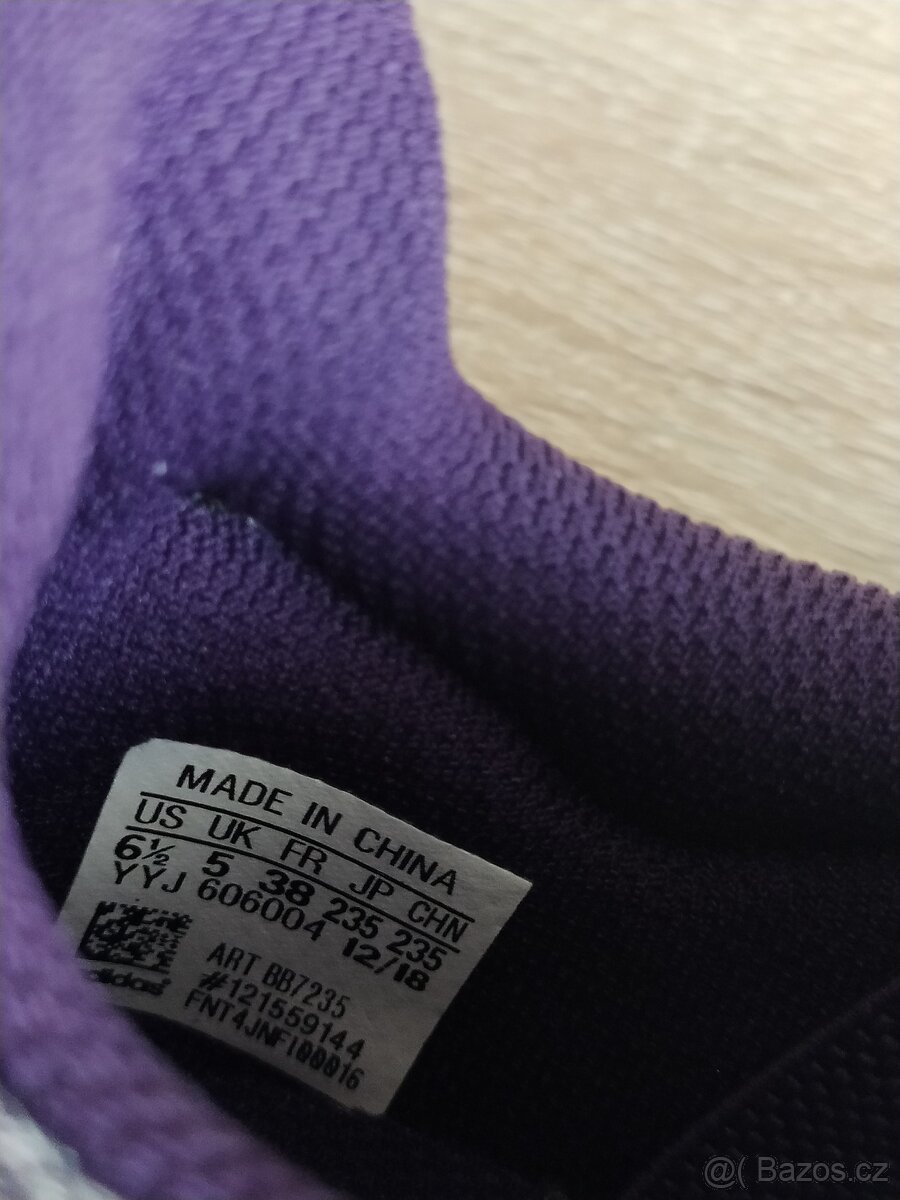 MADE IN CHINA
US UK FR JP CHN
6½ 5 38 235 235
YYJ 606004 12/18
ART BB7235
#121559144
FNT4JNFI00016
adidas
@( Bazos.cz